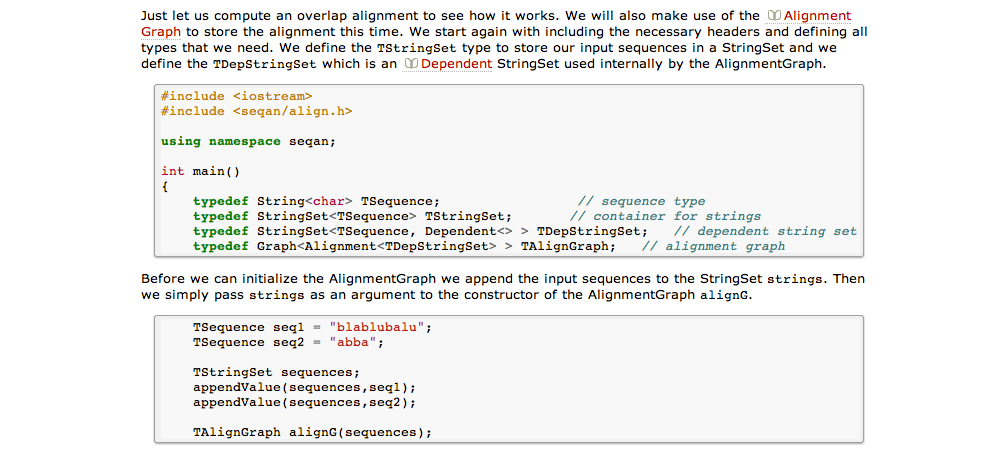 Just let us compute an overlap alignment to see how it works. We will also make use of the Alignment
Graph to store the alignment this time. We start again with including the necessary headers and defining all
types that we need. We define the TStringSet type to store our input sequences in a StringSet and we
define the TDepStringSet which is an Dependent StringSet used internally by the AlignmentGraph.
#include <iostream>
#include <seqan/align.h>
using namespace seqan;
int main()
{
typedef String<char> TSequence; // sequence type
typedef StringSet<TSequence> TStringSet; // container for strings
typedef StringSet<TSequence, Dependent<> > TDepStringSet; // dependent string set
typedef Graph<Alignment<TDepStringSet> > TAlignGraph; // alignment graph
Before we can initialize the AlignmentGraph we append the input sequences to the StringSet strings. Then
we simply pass strings as an argument to the constructor of the AlignmentGraph alignG.
TSequence seq1 = "blablubalu";
TSequence seq2 = "abba";
TStringSet sequences;
appendValue(sequences,seq1);
appendValue(sequences,seq2);
TAlignGraph alignG(sequences);